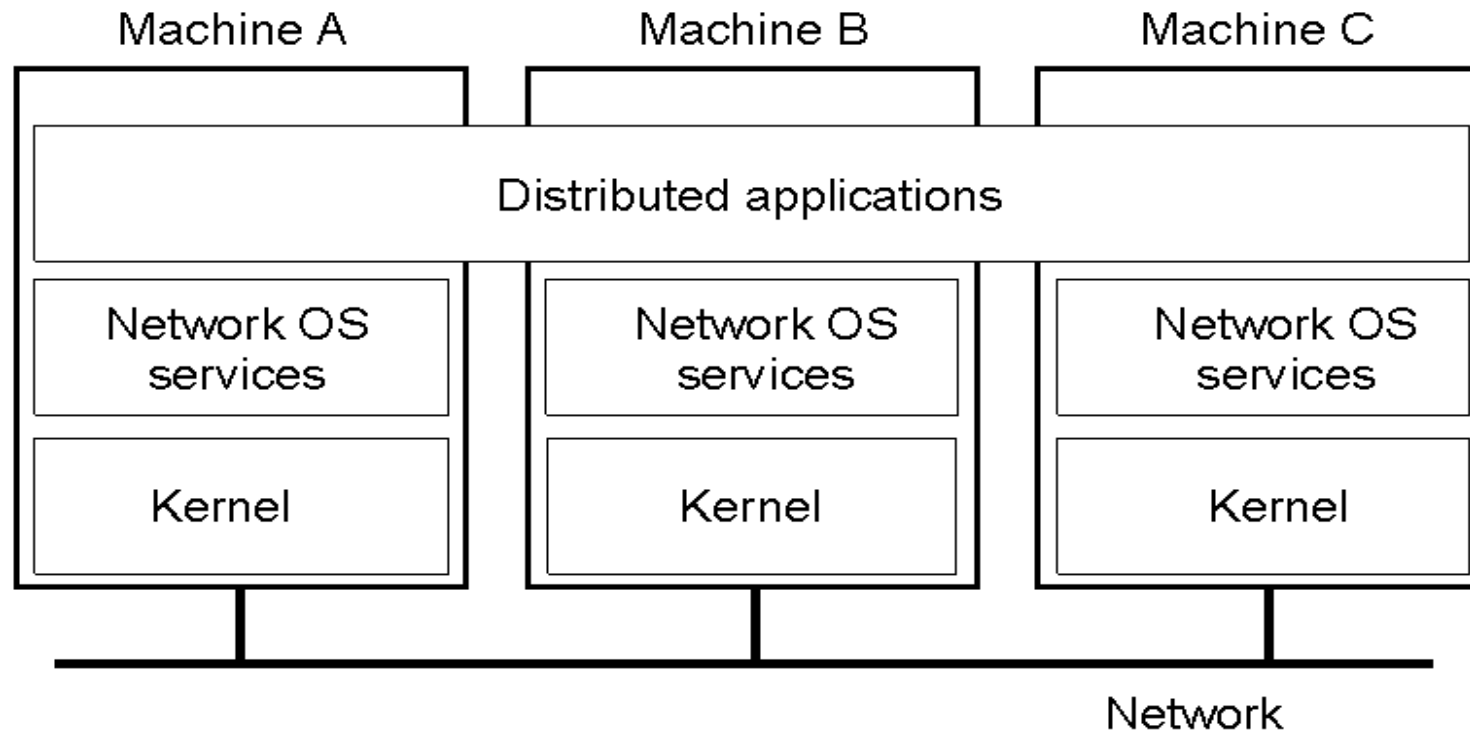 Machine A
Machine B
Machine C
Distributed applications
Network OS
services
Network OS
services
Network OS
services
Kernel
Kernel
Kernel
Network